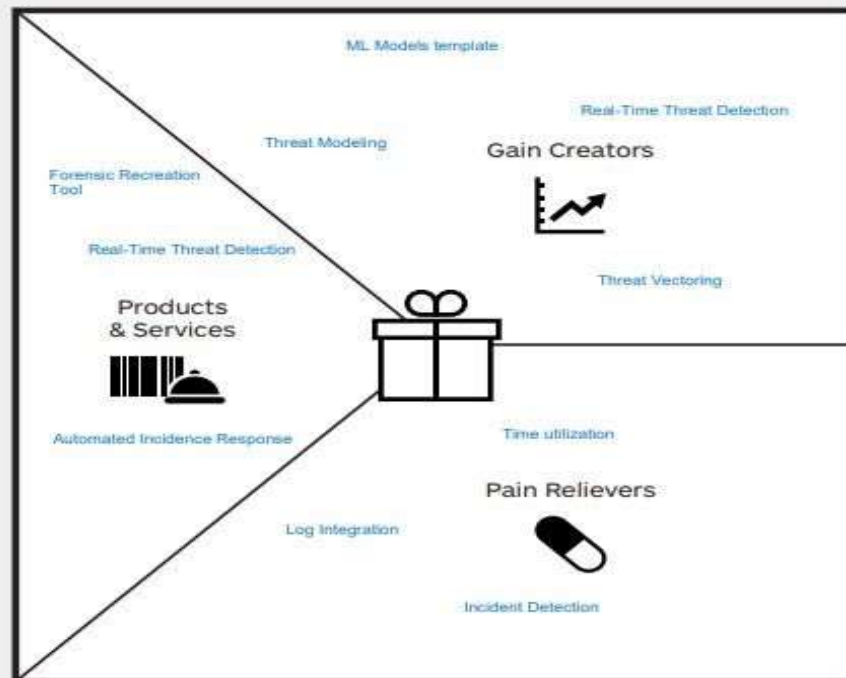 ML Models template
Real-Time Threat Detection
Threat Modeling
Gain Creators
Forensic Recreation
Tool
Real-Time Threat Detection
Threat Vectoring
Products
& Services
Automated Incidence Response
Time utilization
Pain Relievers
Log Integration
Incident Detection